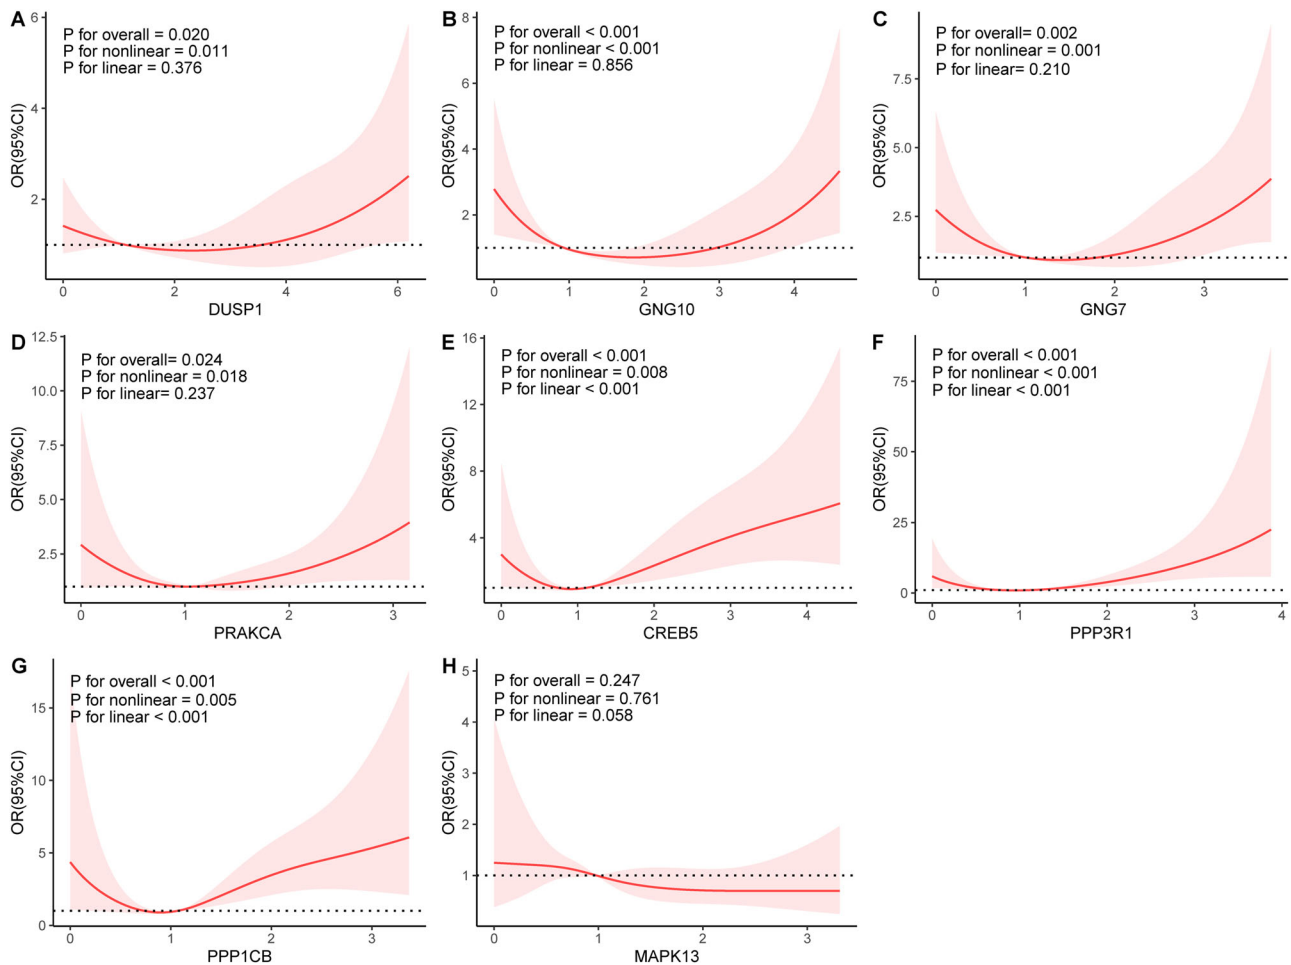 A
P for overall = 0.020
P for nonlinear = 0.011
P for linear = 0.376
OR(95%CI)
6
4
2
0 2 4 6
DUSP1
B
P for overall < 0.001
P for nonlinear < 0.001
P for linear = 0.856
OR(95%CI)
8
6
4
2
0 1 2 3 4
GNG10
C
P for overall= 0.002
P for nonlinear = 0.001
P for linear= 0.210
OR(95%CI)
7.5
5.0
2.5
0 1 2 3
GNG7
D
P for overall= 0.024
P for nonlinear = 0.018
P for linear= 0.237
OR(95%CI)
12.5
10.0
7.5
5.0
2.5
0 1 2 3
PRAKCA
E
P for overall < 0.001
P for nonlinear = 0.008
P for linear < 0.001
OR(95%CI)
16
12
8
4
0 1 2 3 4
CREB5
F
P for overall < 0.001
P for nonlinear < 0.001
P for linear < 0.001
OR(95%CI)
75
50
25
0
0 1 2 3 4
PPP3R1
G
P for overall < 0.001
P for nonlinear = 0.005
P for linear < 0.001
OR(95%CI)
15
10
5
0
0 1 2 3
PPP1CB
H
P for overall = 0.247
P for nonlinear = 0.761
P for linear = 0.058
OR(95%CI)
5
4
3
2
1
0 1 2 3
MAPK13